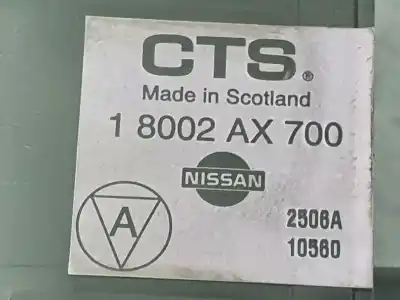 CTS®
Made in Scotland
1 8002 AX 700
NISSAN
A
2506A
10560